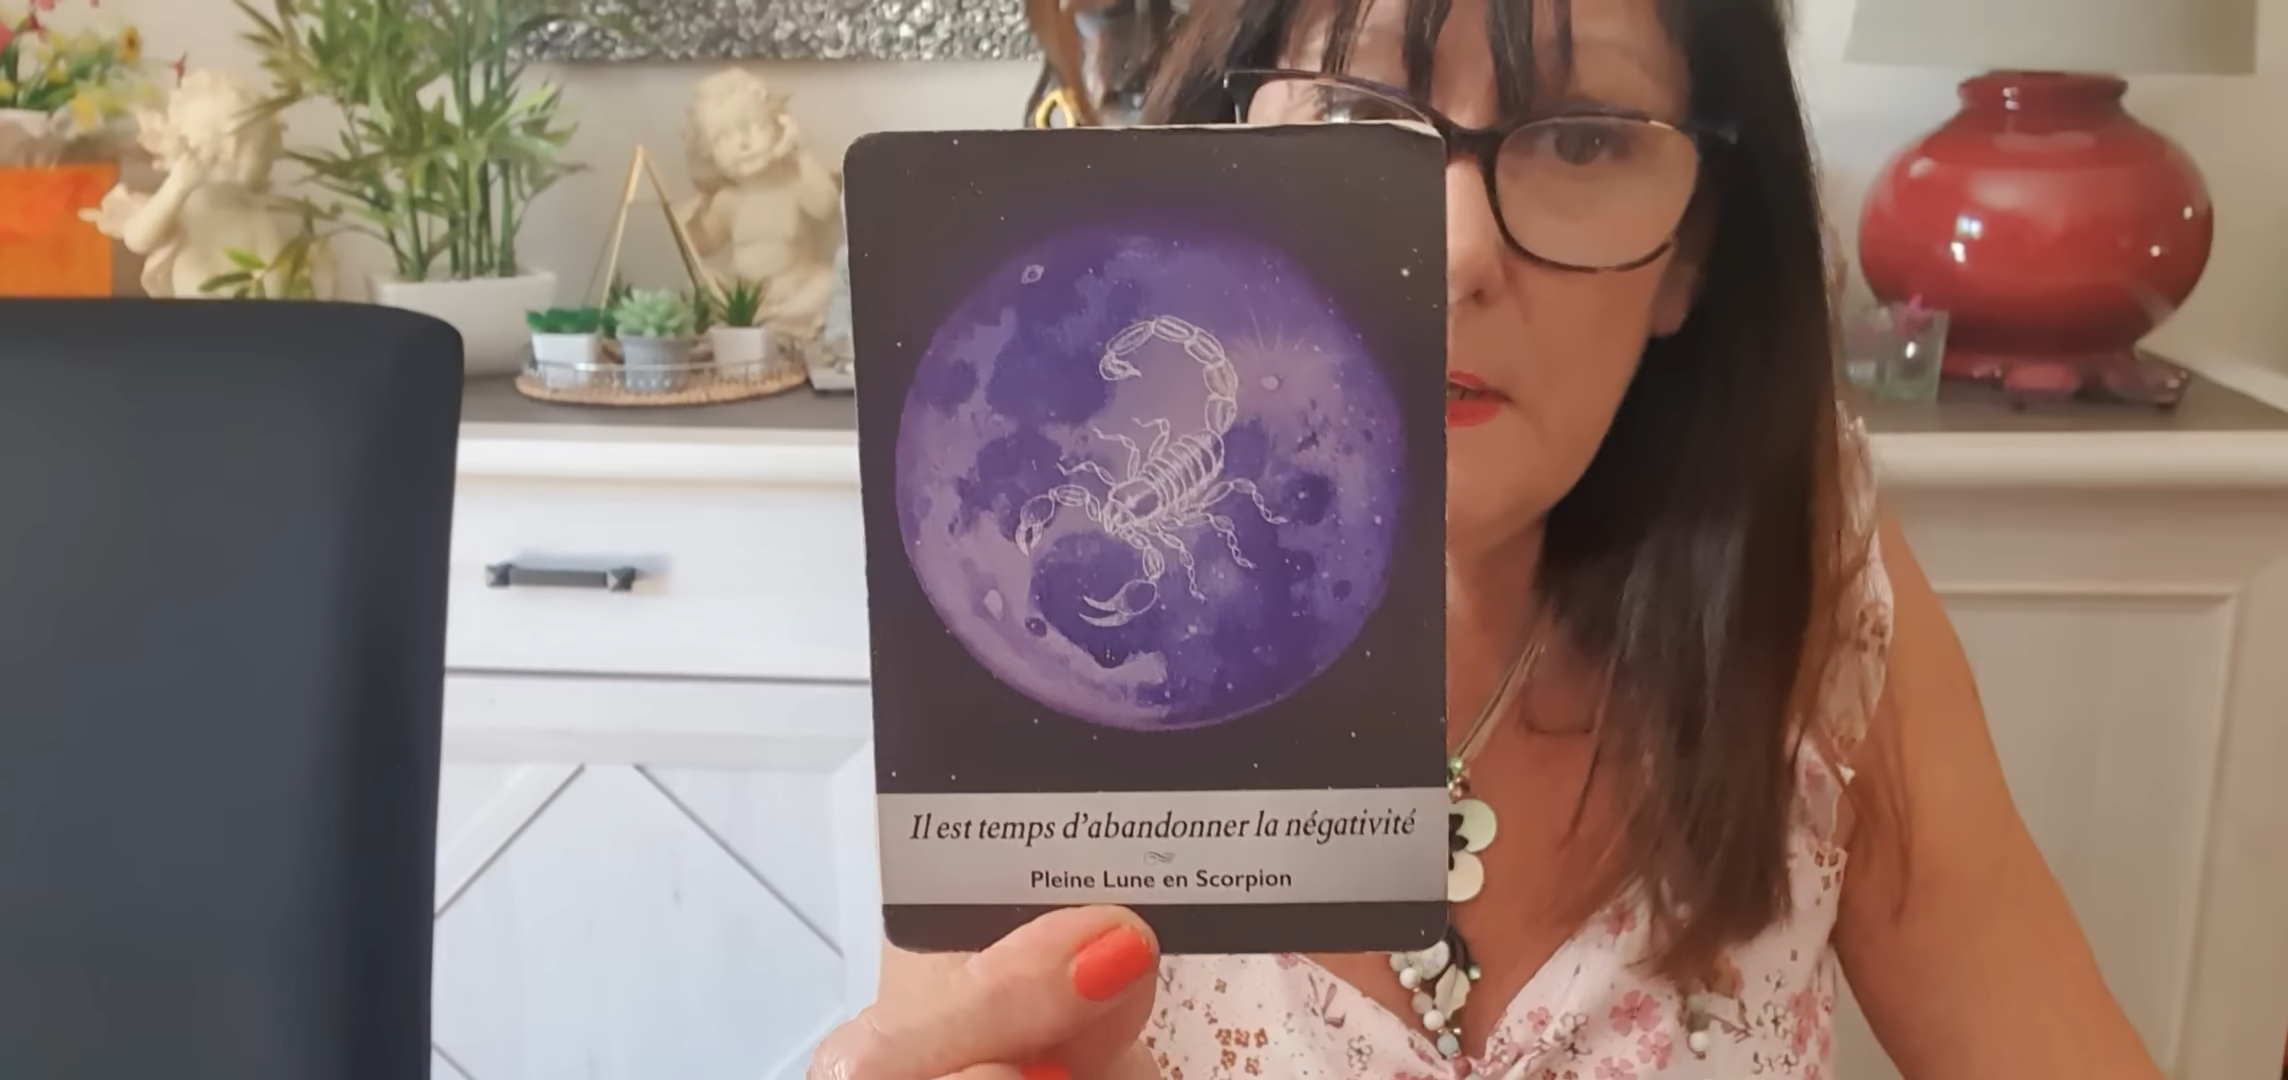 Il est temps d’abandonner la négativité
Pleine Lune en Scorpion